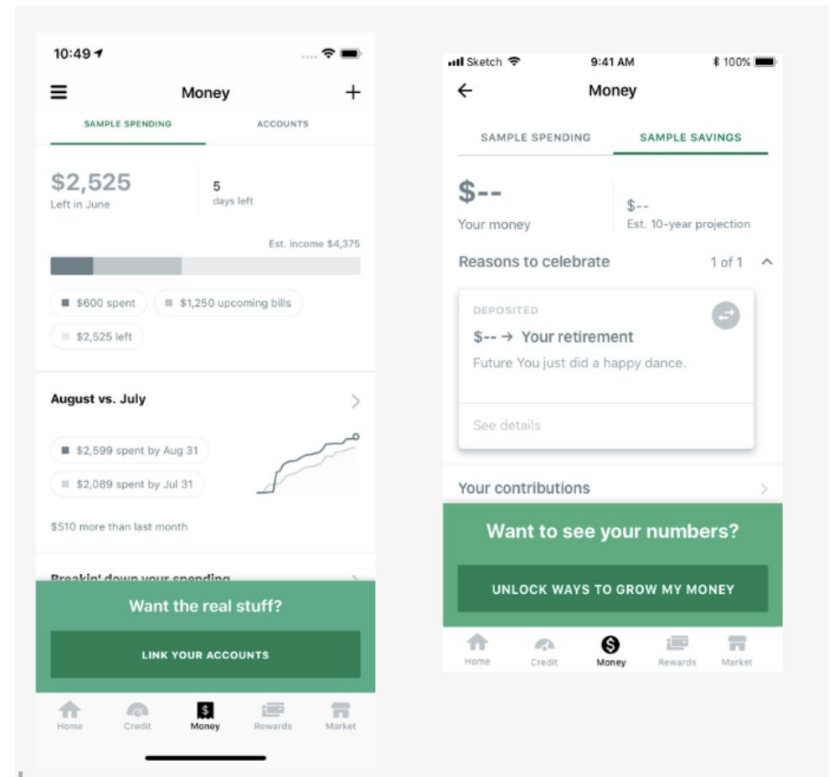 10:49
Money
SAMPLE SPENDING ACCOUNTS
$2,525
Left in June
5
days left
Est. income $4,375
$600 spent $1,250 upcoming bills
$2,525 left
August vs. July
$2,599 spent by Aug 31
$2,089 spent by Jul 31
$510 more than last month
Breakin' down your spending
Want the real stuff?
LINK YOUR ACCOUNTS
Home Credit Money Rewards Market
Sketch 9:41 AM 100%
Money
SAMPLE SPENDING SAMPLE SAVINGS
$--
Your money
$--
Est. 10-year projection
Reasons to celebrate 1 of 1
DEPOSITED
$-- → Your retirement
Future You just did a happy dance.
See details
Your contributions
Want to see your numbers?
UNLOCK WAYS TO GROW MY MONEY
Home Credit Money Rewards Market